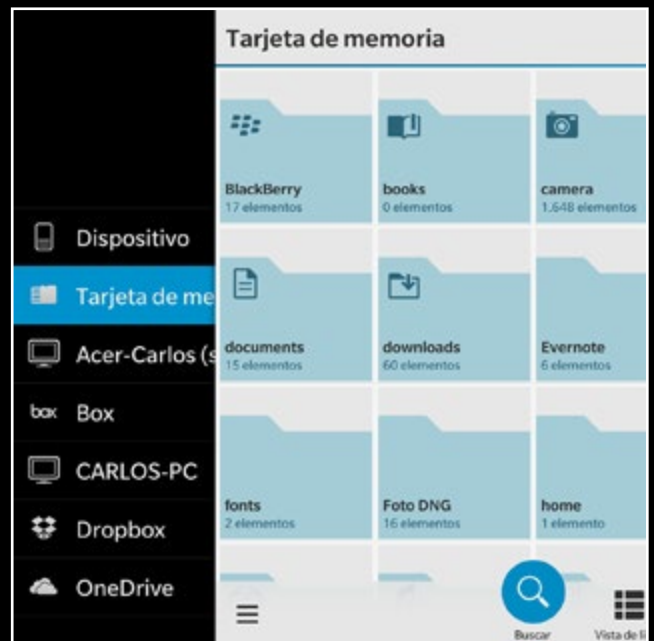 Tarjeta de memoria
Dispositivo
Tarjeta de me
Acer-Carlos (s
box Box
CARLOS-PC
Dropbox
OneDrive
BlackBerry
17 elementos
books
0 elementos
camera
1.648 elementos
documents
15 elementos
downloads
60 elementos
Evernote
6 elementos
fonts
2 elementos
Foto DNG
16 elementos
home
1 elemento
Buscar
Vista de li